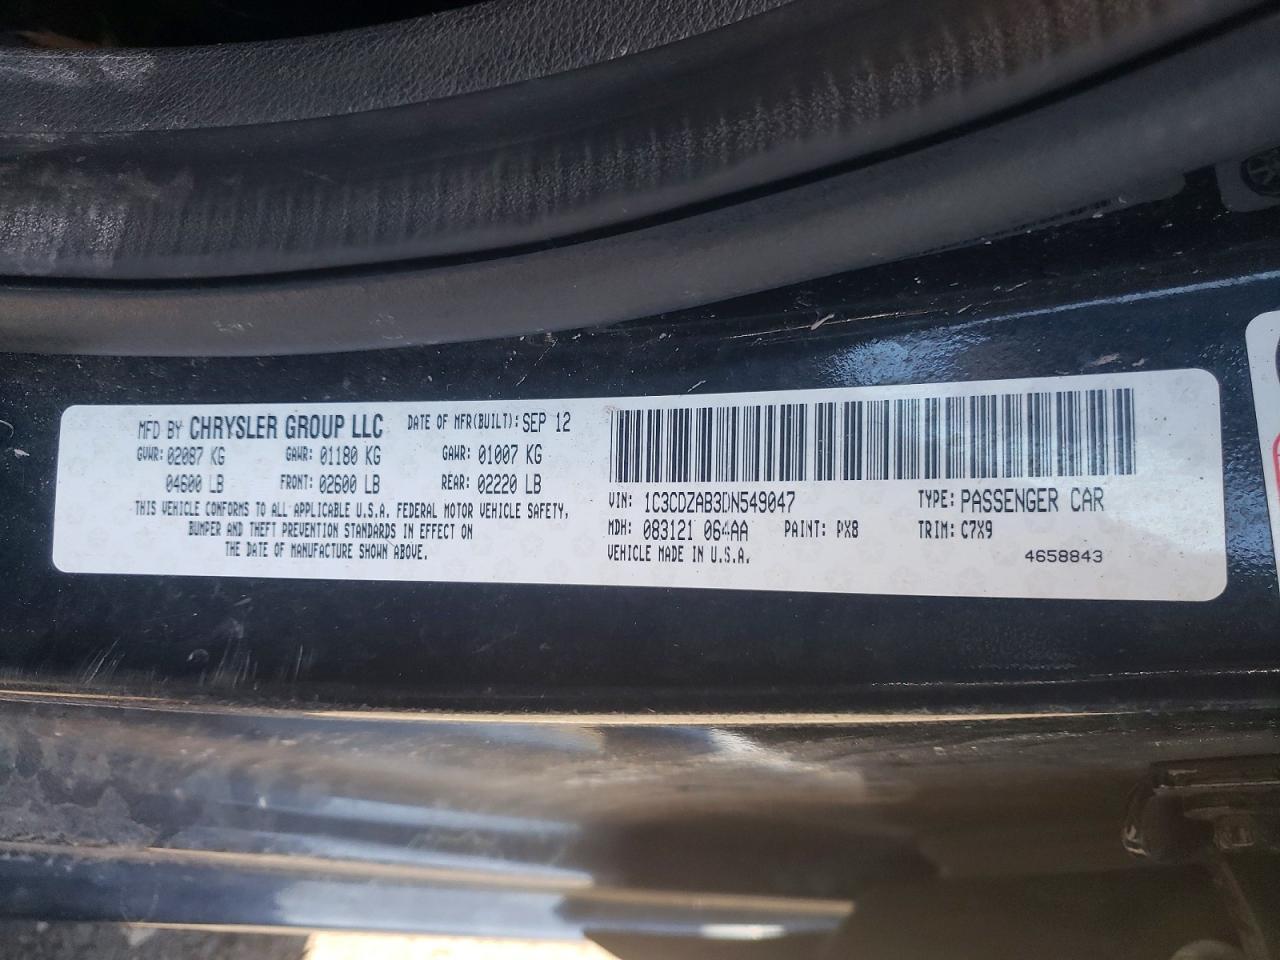 MFD BY CHRYSLER GROUP LLC DATE OF MFR(BUILT): SEP 12
GVWR: 02087 KG GAWR: 01180 KG GAWR: 01007 KG
04600 LB FRONT: 02600 LB REAR: 02220 LB
THIS VEHICLE CONFORMS TO ALL APPLICABLE U.S.A. FEDERAL MOTOR VEHICLE SAFETY,
BUMPER AND THEFT PREVENTION STANDARDS IN EFFECT ON
THE DATE OF MANUFACTURE SHOWN ABOVE.
VIN: 1C3CDZAB3DN549047 TYPE: PASSENGER CAR
MDH: 083121 064AA PAINT: PX8 TRIM: C7X9
VEHICLE MADE IN U.S.A. 4658843